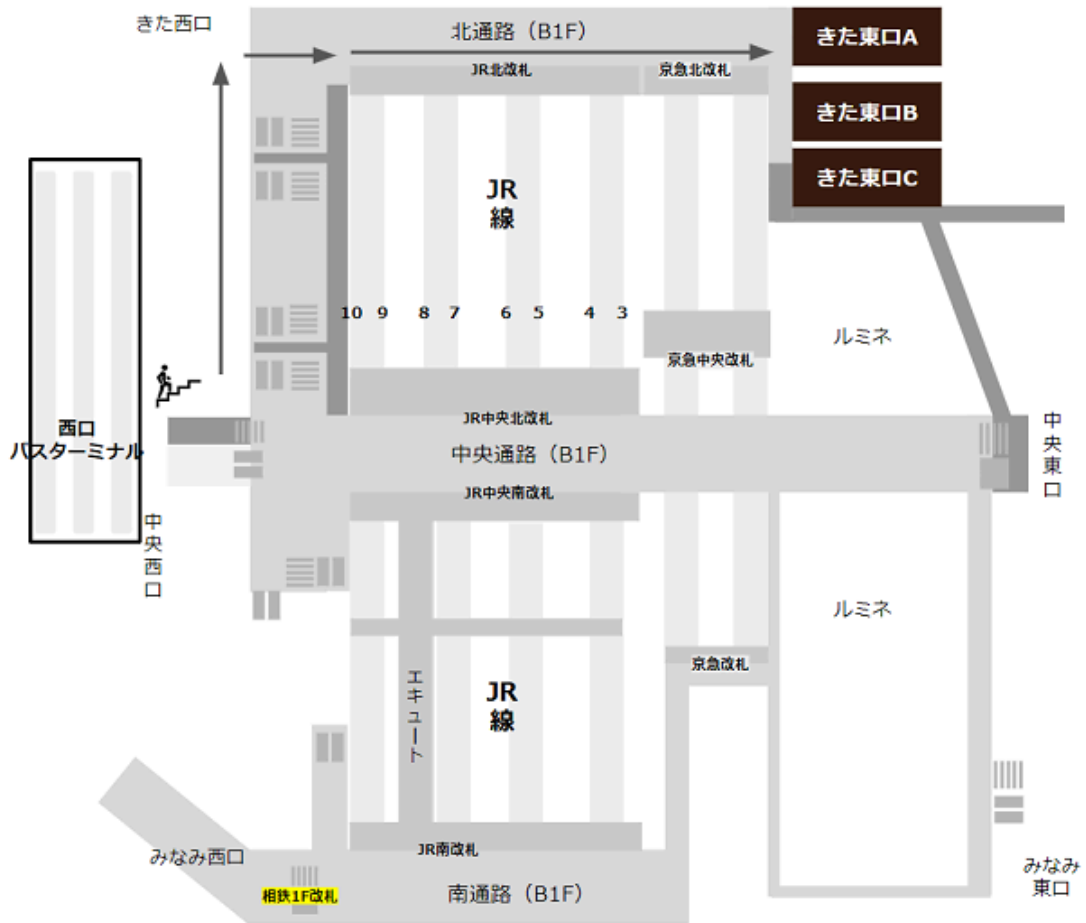 きた西口
北通路（B1F）
きた東口A
JR北改札
京急北改札
きた東口B
きた東口C
JR
線
10
9
8
7
6
5
4
3
ルミネ
京急中央改札
西口
バスターミナル
JR中央北改札
中央通路（B1F）
JR中央南改札
中央東口
中央西口
ルミネ
京急改札
エキュート
JR
線
みなみ西口
JR南改札
相鉄1F改札
南通路（B1F）
みなみ
東口